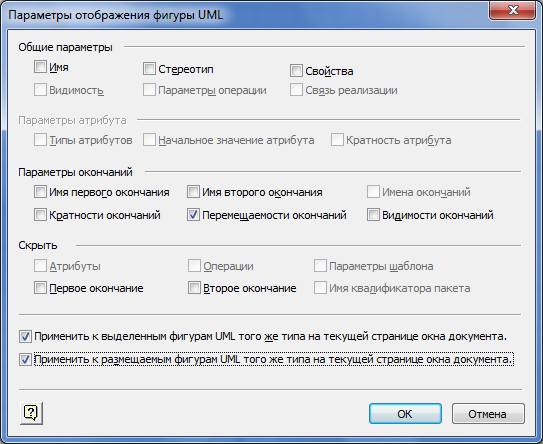 Параметры отображения фигуры UML
Общие параметры
Имя Стереотип Свойства
Видимость Параметры операции Связь реализации
Параметры атрибута
Типы атрибутов Начальное значение атрибута Кратность атрибута
Параметры окончаний
Имя первого окончания Имя второго окончания Имена окончаний
Кратности окончаний Перемещаемости окончаний Видимости окончаний
Скрыть
Атрибуты Операции Параметры шаблона
Первое окончание Второе окончание Имя квалификатора пакета
Применить к выделенным фигурам UML того же типа на текущей странице окна документа.
Применить к размещаемым фигурам UML того же типа на текущей странице окна документа.
? ОК Отмена